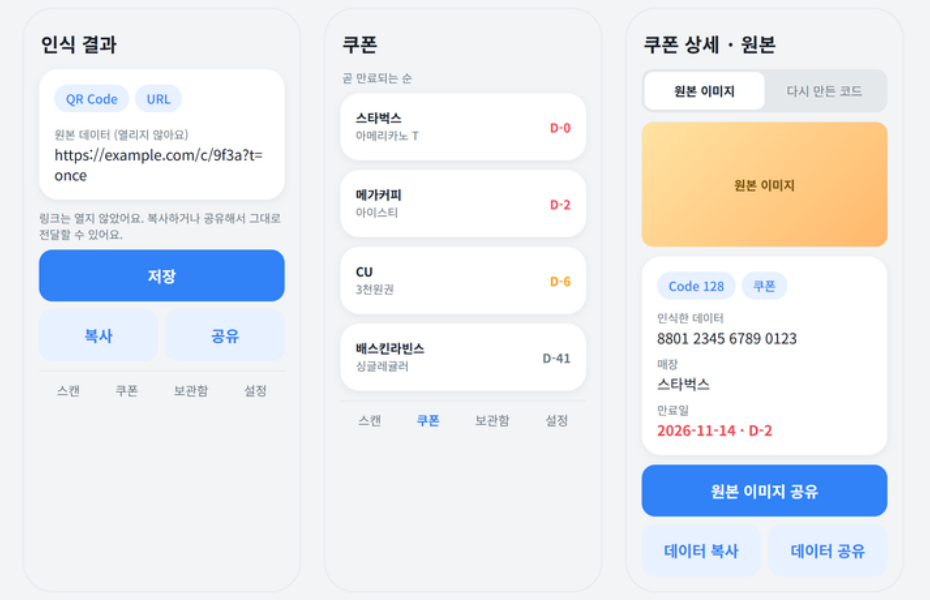 인식 결과
QR Code
URL
원본 데이터 (열리지 않아요)
https://example.com/c/9f3a?t=
once
링크는 열지 않았어요. 복사하거나 공유해서 그대로
전달할 수 있어요.
저장
복사
공유
스캔
쿠폰
보관함
설정
쿠폰
곧 만료되는 순
스타벅스
아메리카노 T
D-0
메가커피
아이스티
D-2
CU
3천원권
D-6
배스킨라빈스
싱글레귤러
D-41
스캔
쿠폰
보관함
설정
쿠폰 상세 · 원본
원본 이미지
다시 만든 코드
원본 이미지
Code 128
쿠폰
인식한 데이터
8801 2345 6789 0123
매장
스타벅스
만료일
2026-11-14 · D-2
원본 이미지 공유
데이터 복사
데이터 공유